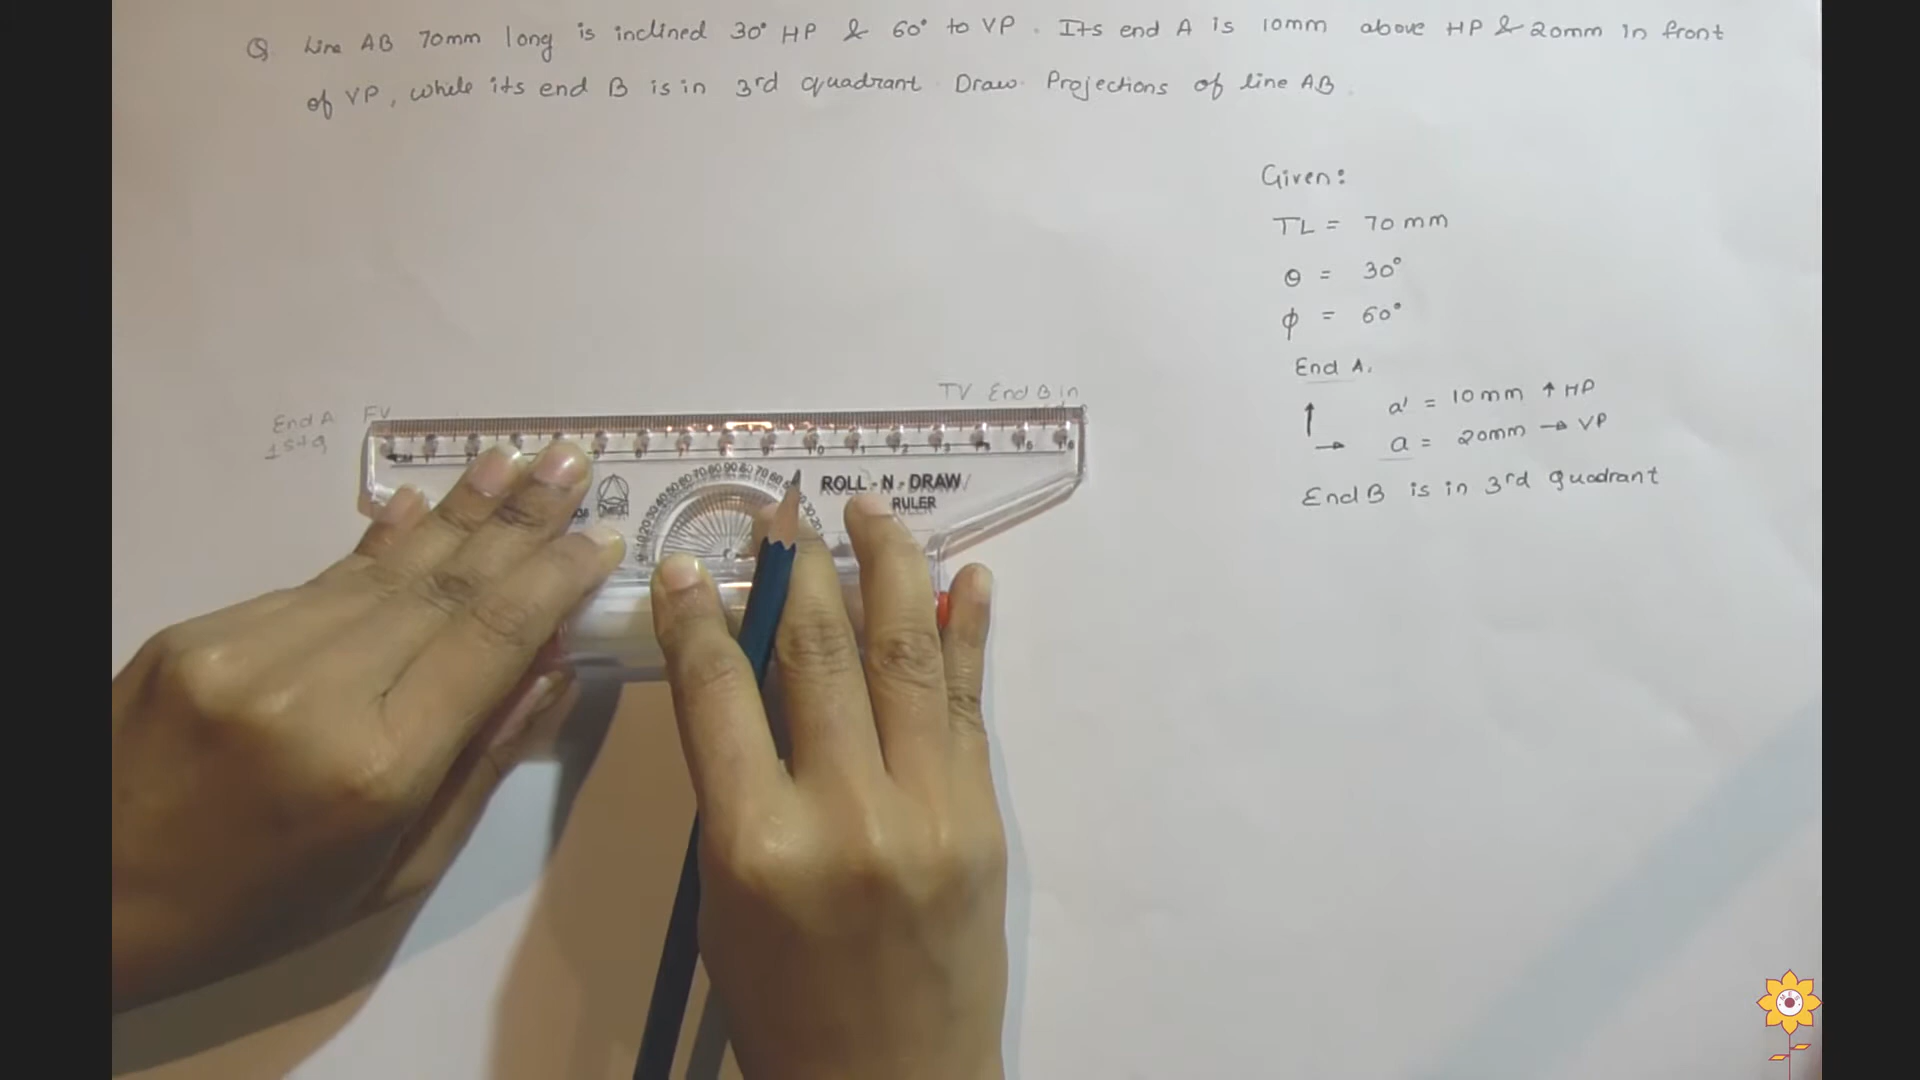 Q Line AB 70mm long is inclined 30° HP & 60° to VP. Its end A is 10mm above HP & 20mm in front
of VP, while its end B is in 3rd quadrant. Draw Projections of line AB.
Given:
TL = 70 mm
θ = 30°
ϕ = 60°
End A.
↑ a' = 10mm ↑ HP
→ a = 20mm → VP
End B is in 3rd quadrant
TV End B in
End A FV
1st q
ROLL-N-DRAW
RULER